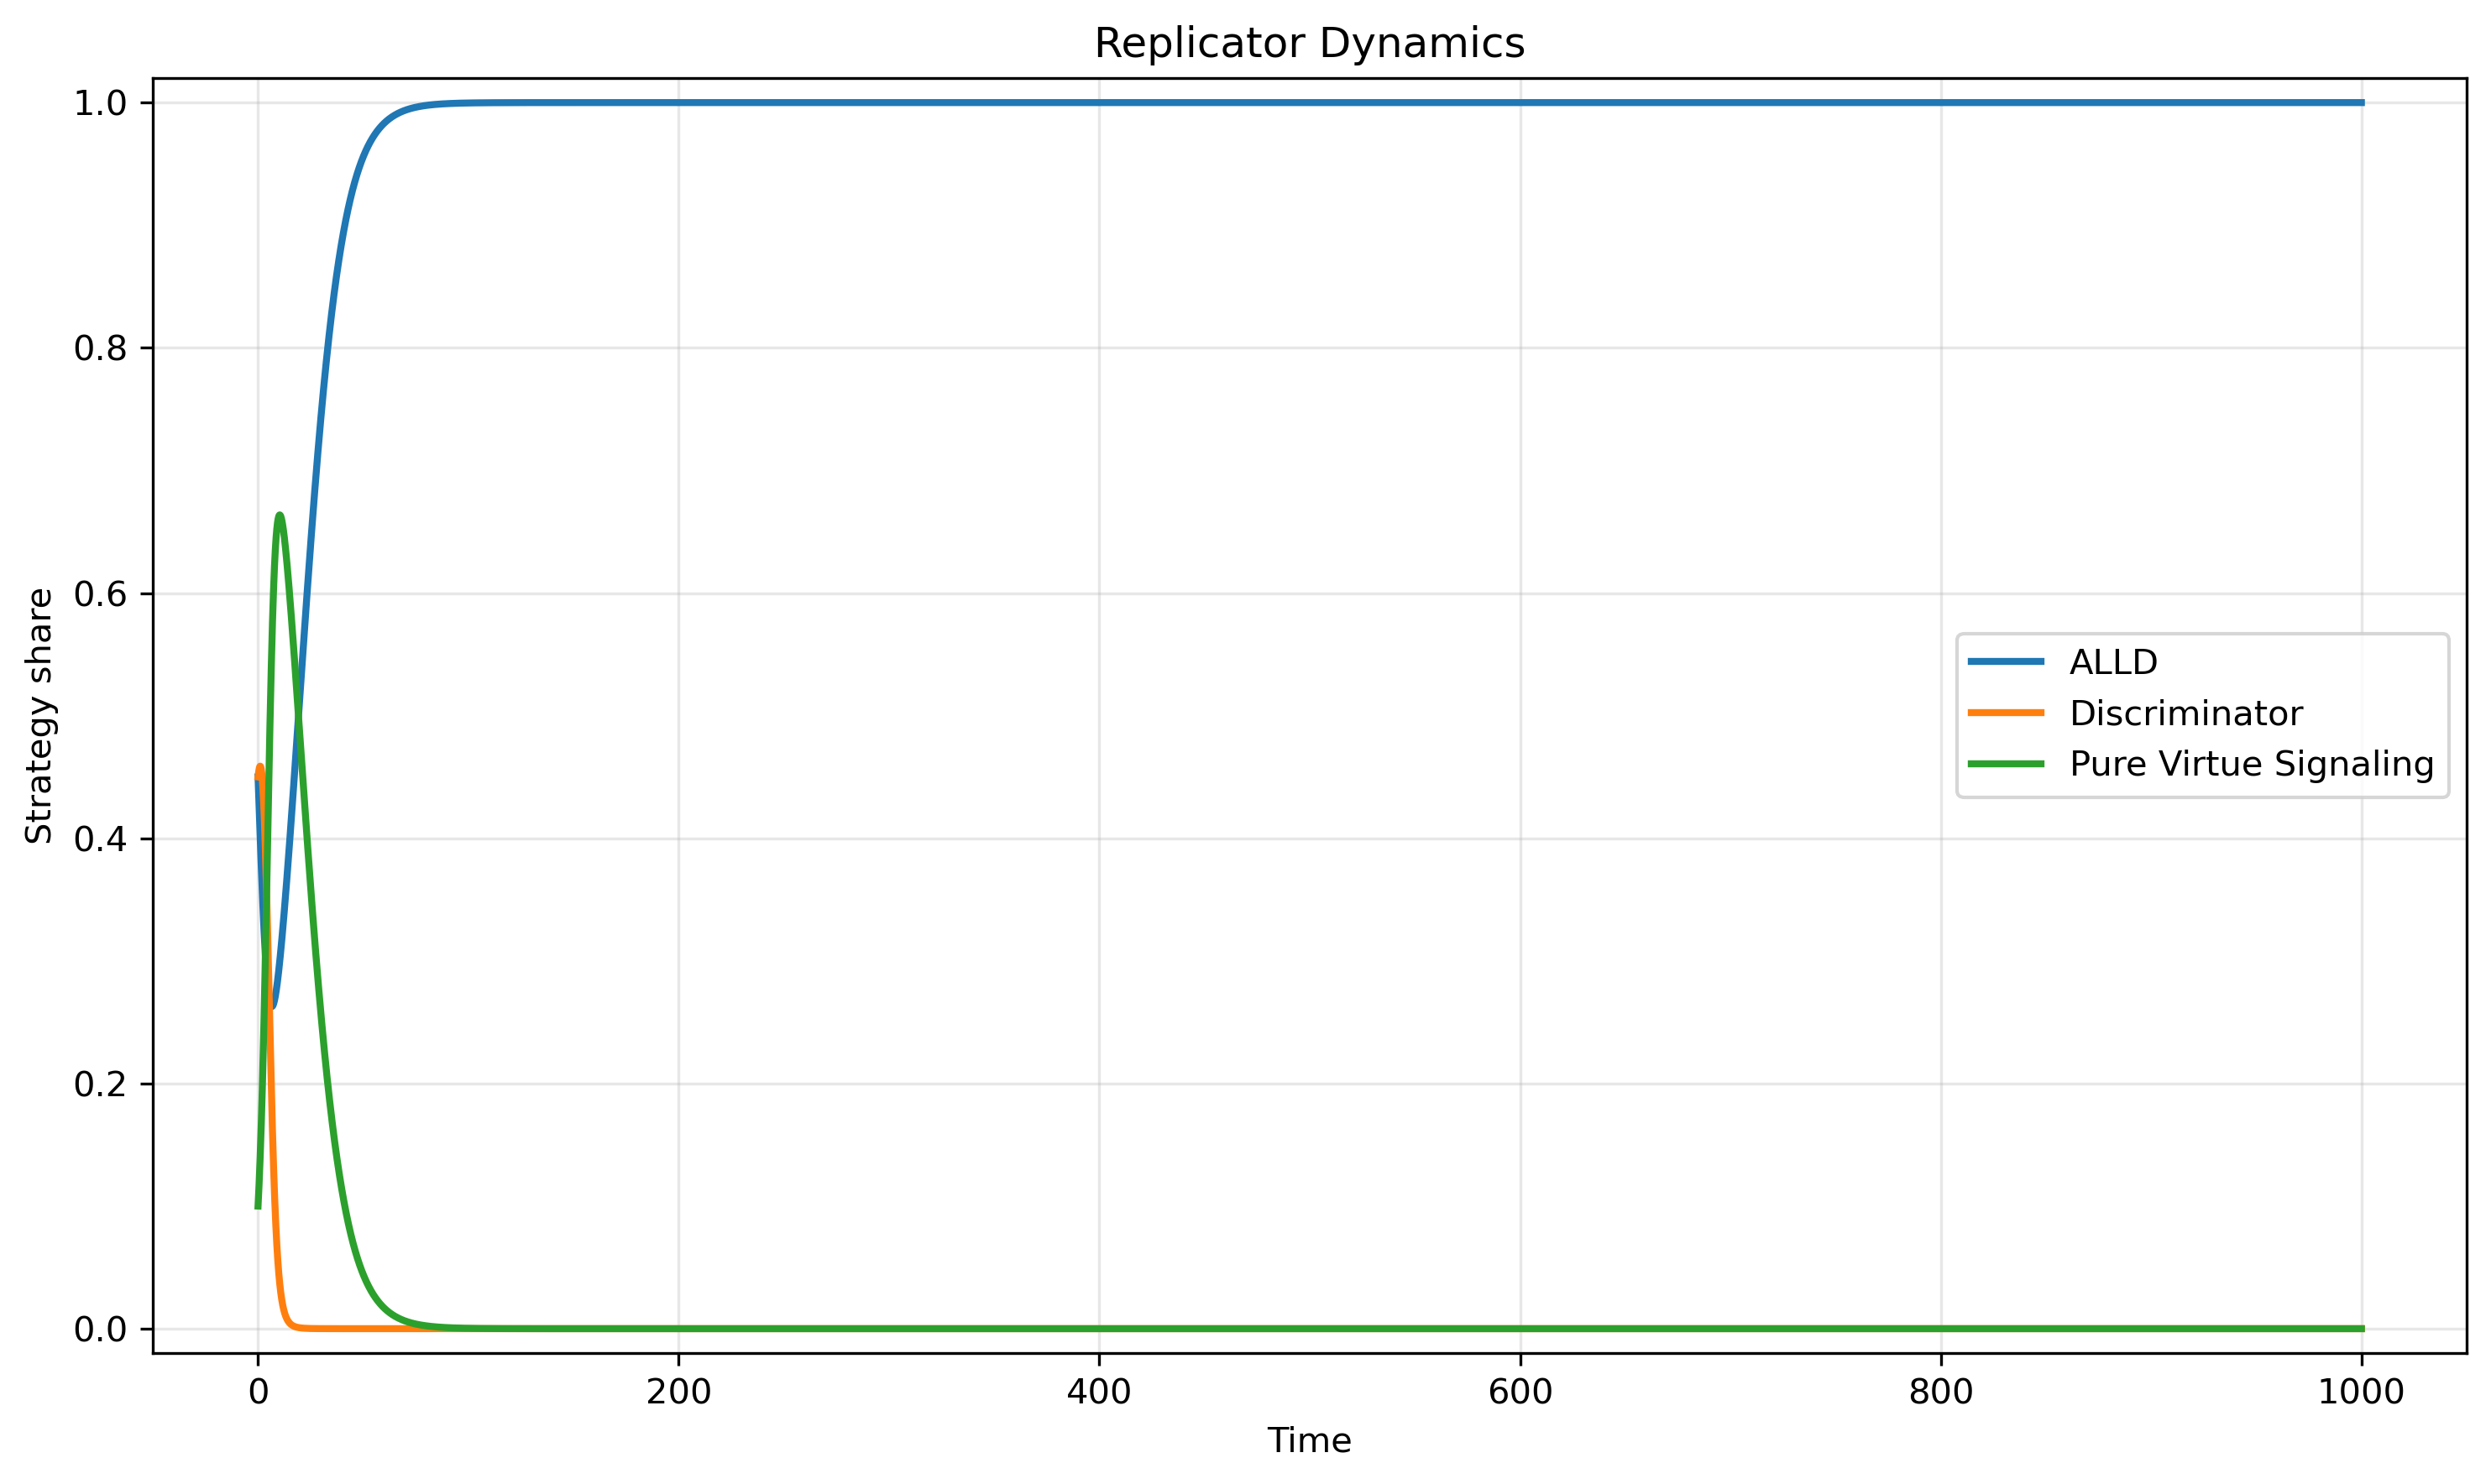 Replicator Dynamics
1.0
0.8
0.6
0.4
0.2
0.0
Strategy share
ALLD
Discriminator
Pure Virtue Signaling
0 200 400 600 800 1000
Time